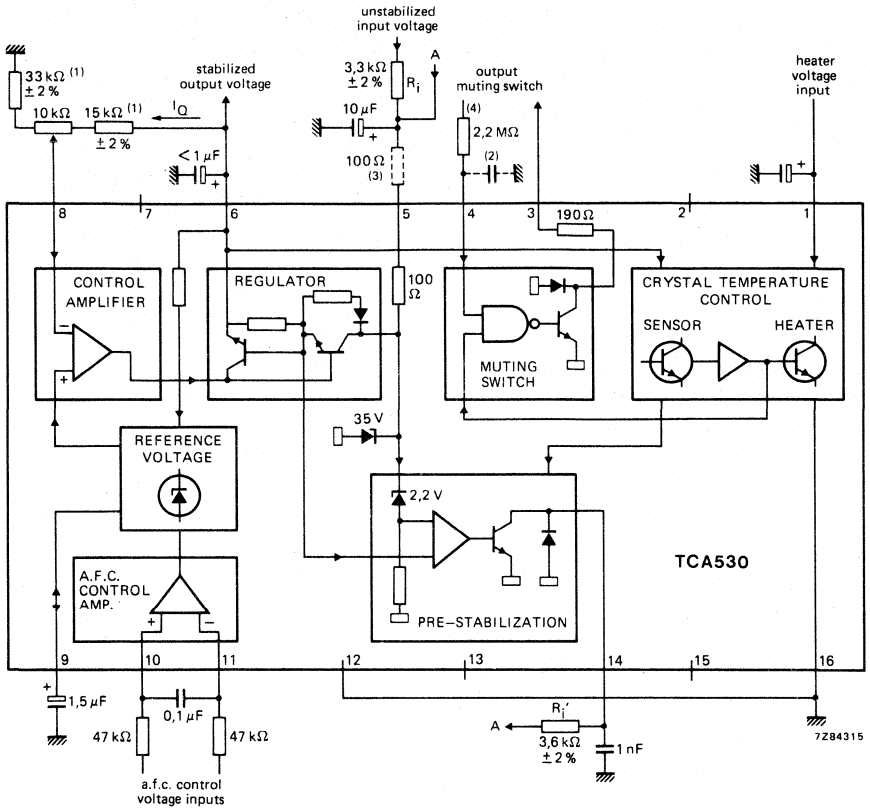 unstabilized
input voltage
A
33 kΩ (1)
± 2%
stabilized
output voltage
3,3 kΩ
± 2%
Ri
output
muting switch
heater
voltage
input
10 kΩ
15 kΩ (1)
± 2%
IQ
10 µF
+
(4)
2,2 MΩ
< 1 µF
+
100 Ω
(3)
(2)
+
8
7
6
5
4
3
190 Ω
2
1
CONTROL
AMPLIFIER
REGULATOR
100
Ω
CRYSTAL TEMPERATURE
CONTROL
SENSOR
HEATER
−
+
MUTING
SWITCH
35 V
REFERENCE
VOLTAGE
2,2 V
TCA530
A.F.C.
CONTROL
AMP.
+
−
PRE–STABILIZATION
9
10
11
12
13
14
15
16
+
1,5 µF
0,1 µF
47 kΩ
47 kΩ
A
Ri′
3,6 kΩ
± 2%
1 nF
7Z84315
a.f.c. control
voltage inputs